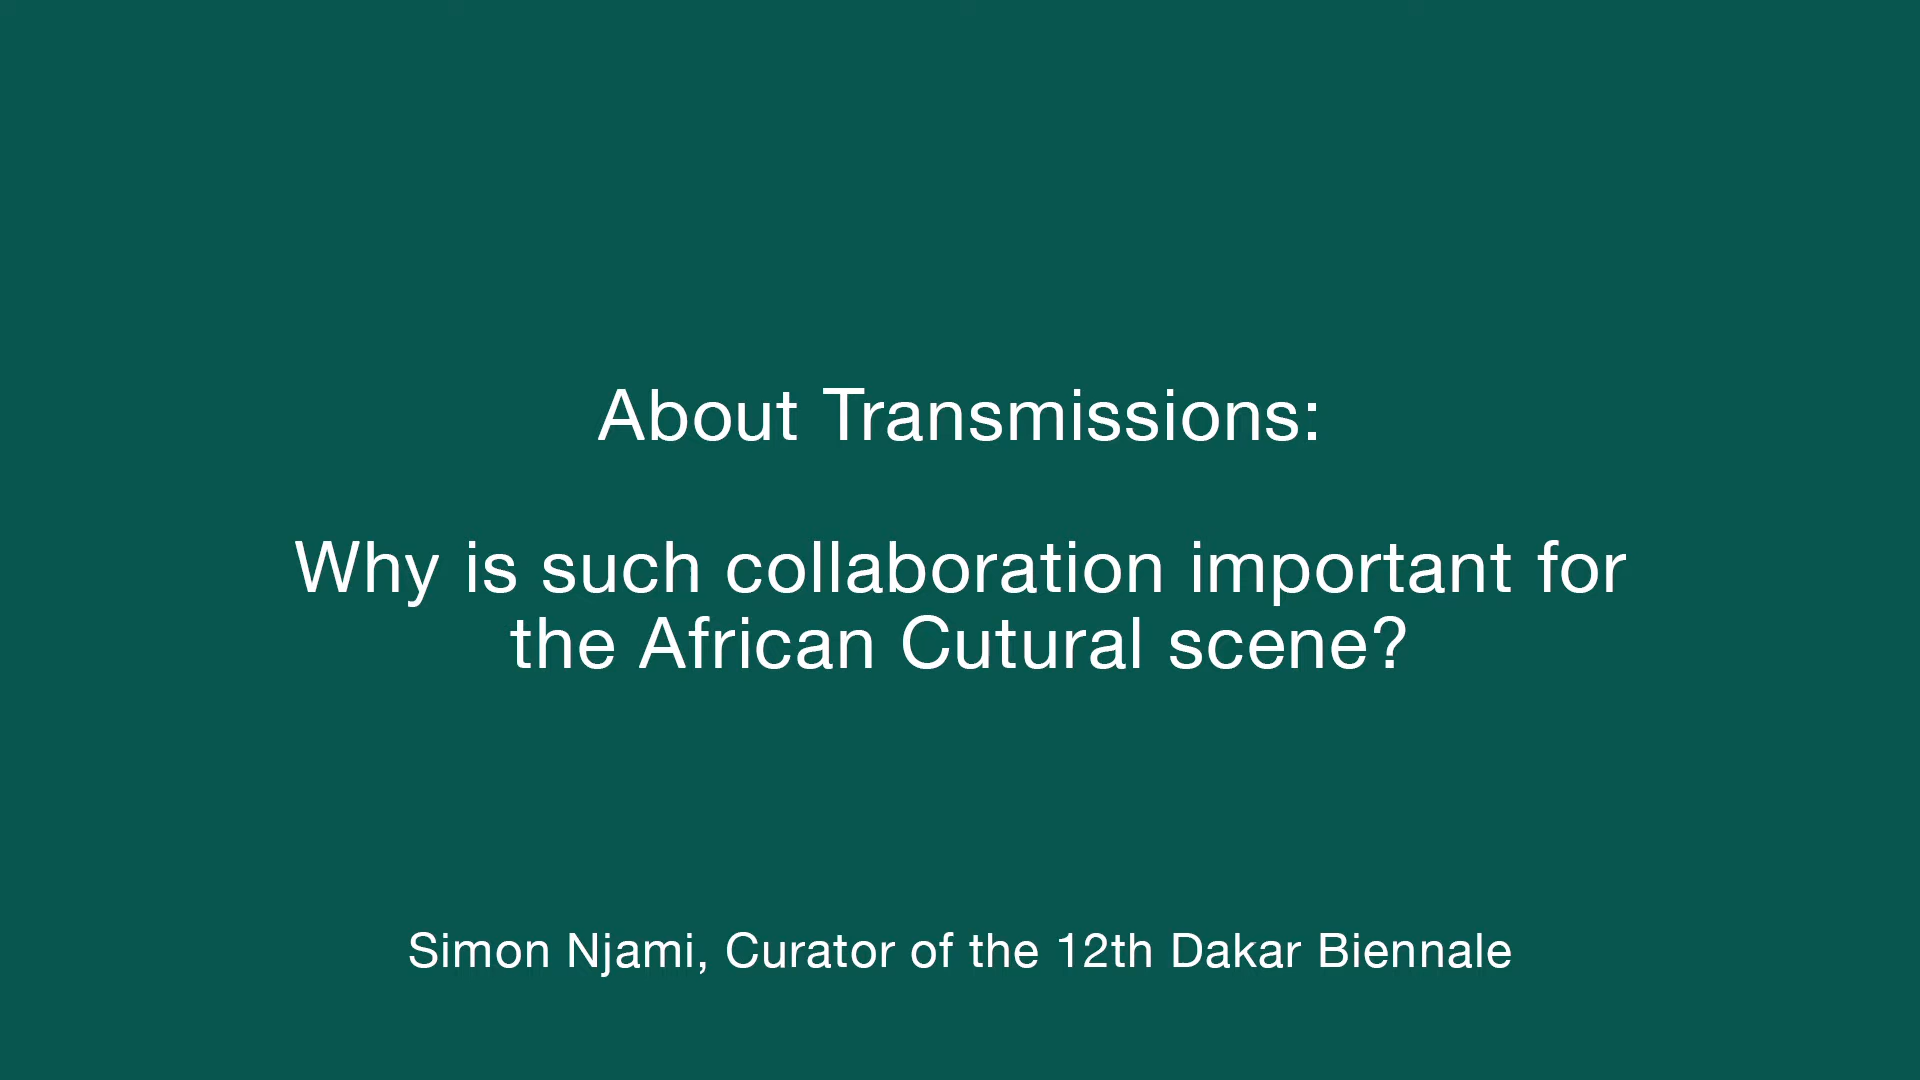 About Transmissions:
Why is such collaboration important for
the African Cutural scene?
Simon Njami, Curator of the 12th Dakar Biennale